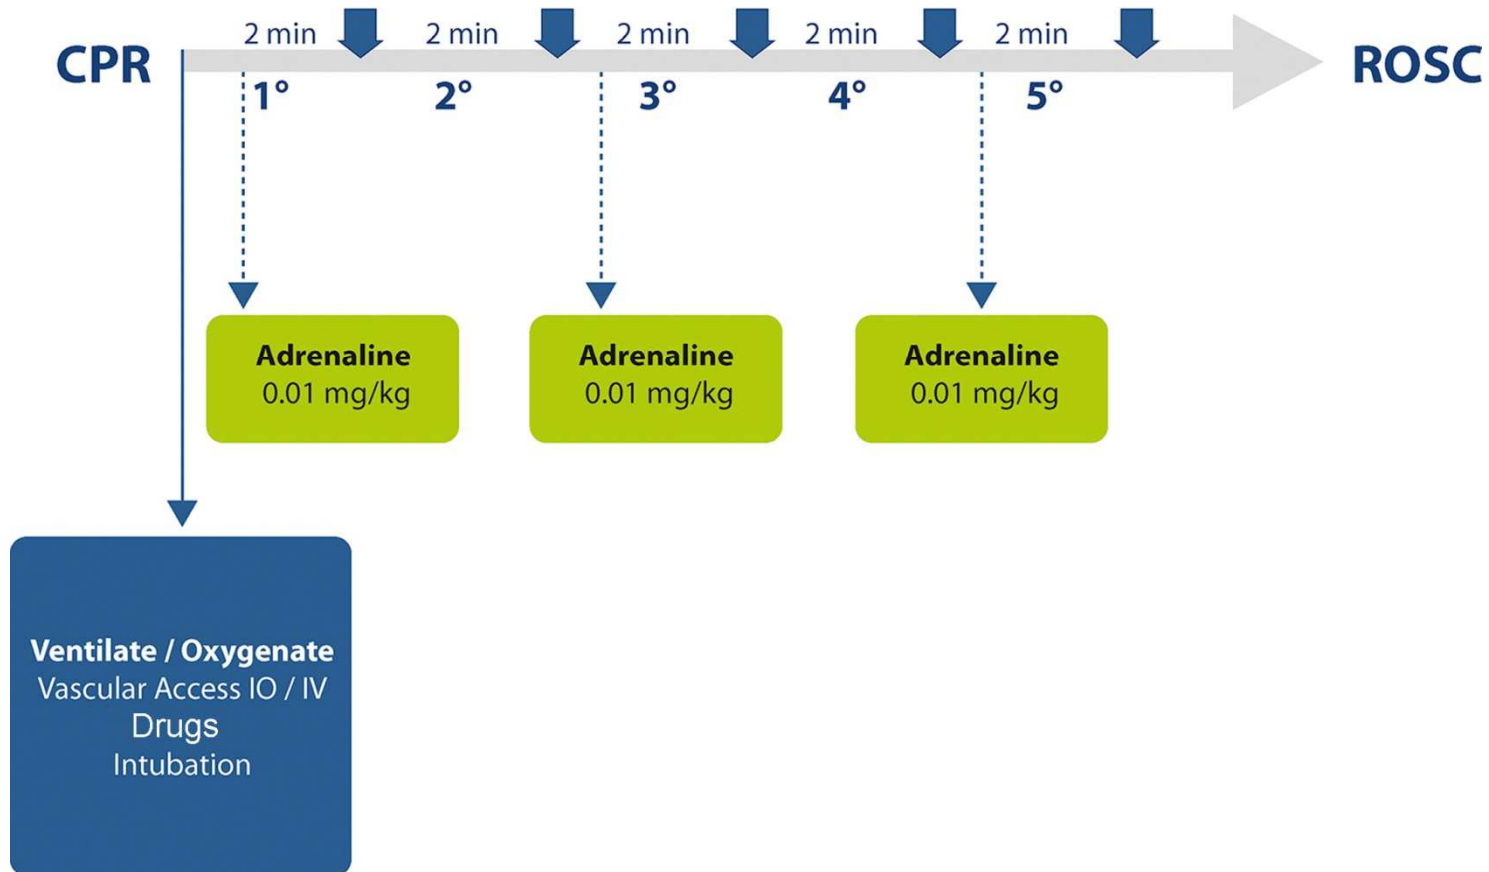 2 min 2 min 2 min 2 min 2 min
CPR ROSC
1° 2° 3° 4° 5°
Adrenaline Adrenaline Adrenaline
0.01 mg/kg 0.01 mg/kg 0.01 mg/kg
Ventilate / Oxygenate
Vascular Access IO / IV
Drugs
Intubation